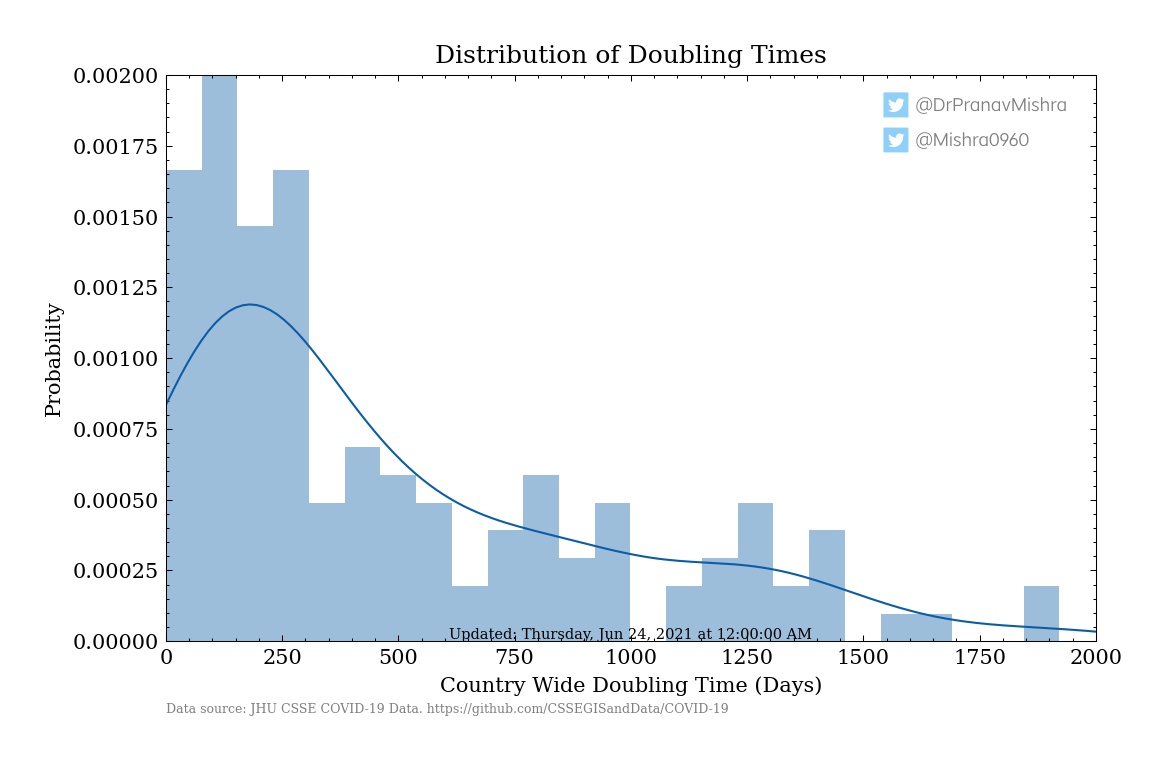 Distribution of Doubling Times
@DrPranavMishra
@Mishra0960
0.00200
0.00175
0.00150
0.00125
0.00100
0.00075
0.00050
0.00025
0.00000
Probability
Updated: Thursday, Jun 24, 2021 at 12:00:00 AM
0 250 500 750 1000 1250 1500 1750 2000
Country Wide Doubling Time (Days)
Data source: JHU CSSE COVID-19 Data. https://github.com/CSSEGISandData/COVID-19